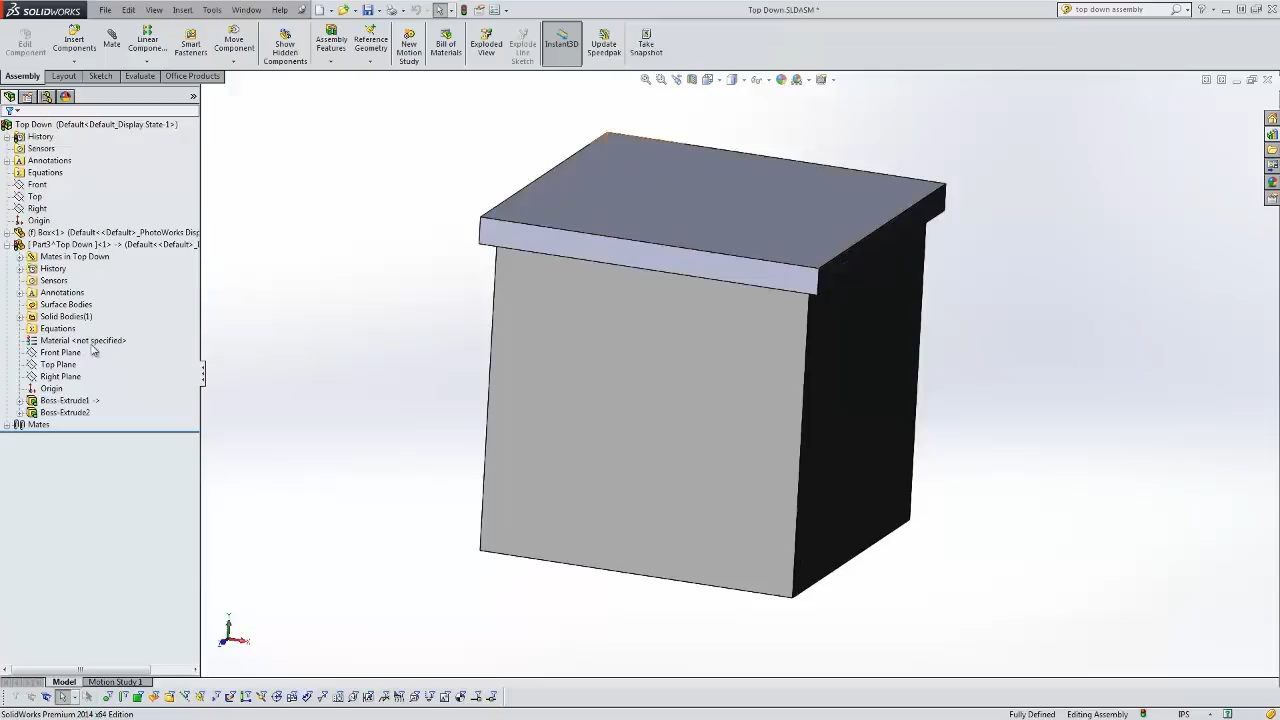 SOLIDWORKS
File
Edit
View
Insert
Tools
Window
Help
Top Down.SLDASM *
top down assembly
Edit
Component
Insert
Components
Mate
Linear
Compone...
Smart
Fasteners
Move
Component
Show
Hidden
Components
Assembly
Features
Reference
Geometry
New
Motion
Study
Bill of
Materials
Exploded
View
Explode
Line
Sketch
Instant3D
Update
Speedpak
Take
Snapshot
Assembly
Layout
Sketch
Evaluate
Office Products
Top Down (Default<Default_Display State-1>)
History
Sensors
Annotations
Equations
Front
Top
Right
Origin
(f) Box<1> (Default<<Default>_PhotoWorks Disp
[ Part3^Top Down ]<1> -> (Default<<Default>_
Mates in Top Down
History
Sensors
Annotations
Surface Bodies
Solid Bodies(1)
Equations
Material <not specified>
Front Plane
Top Plane
Right Plane
Origin
Boss-Extrude1 ->
Boss-Extrude2
Mates
Y
X
Z
Model
Motion Study 1
SolidWorks Premium 2014 x64 Edition
Fully Defined
Editing Assembly
IPS